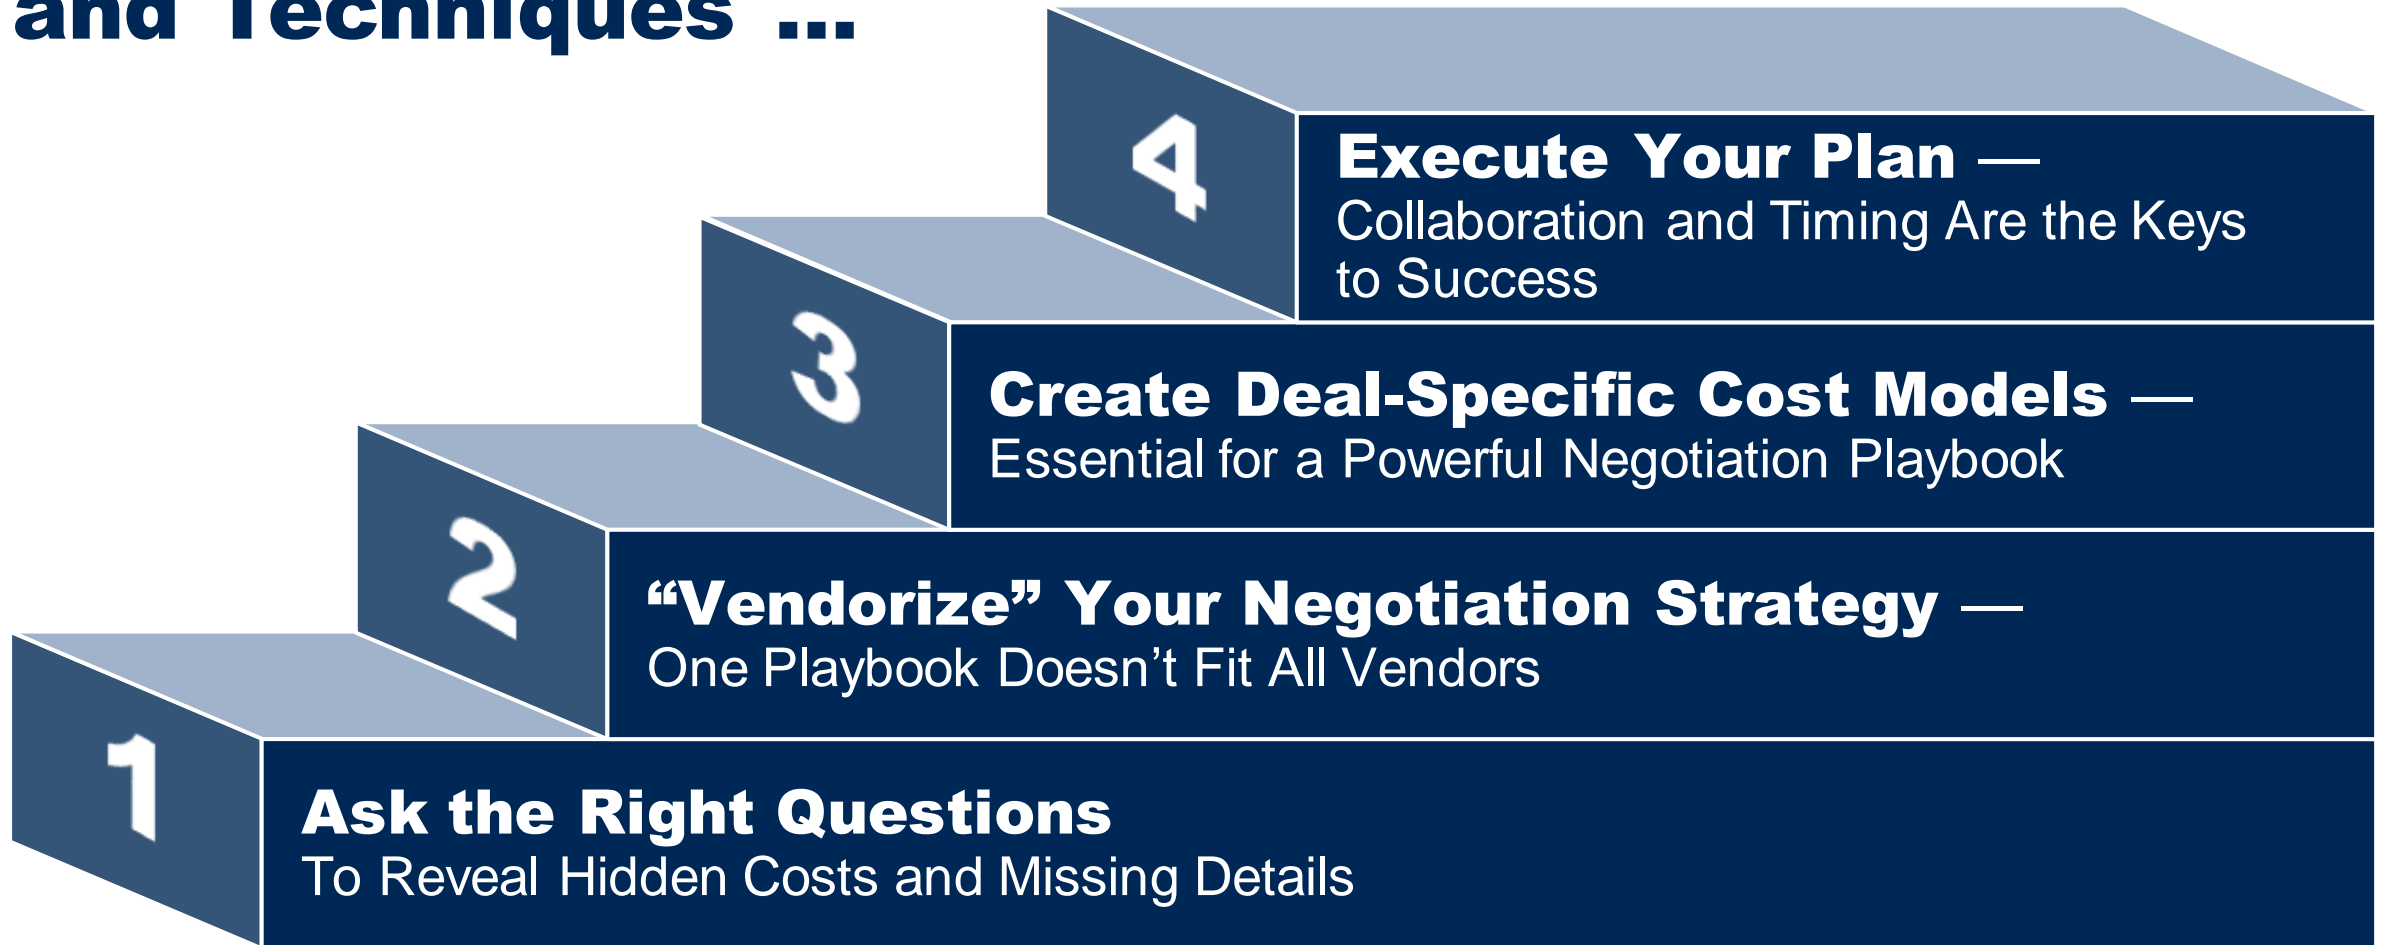 and Techniques ...
4
Execute Your Plan —
Collaboration and Timing Are the Keys
to Success
3
Create Deal-Specific Cost Models —
Essential for a Powerful Negotiation Playbook
2
“Vendorize” Your Negotiation Strategy —
One Playbook Doesn’t Fit All Vendors
1
Ask the Right Questions
To Reveal Hidden Costs and Missing Details